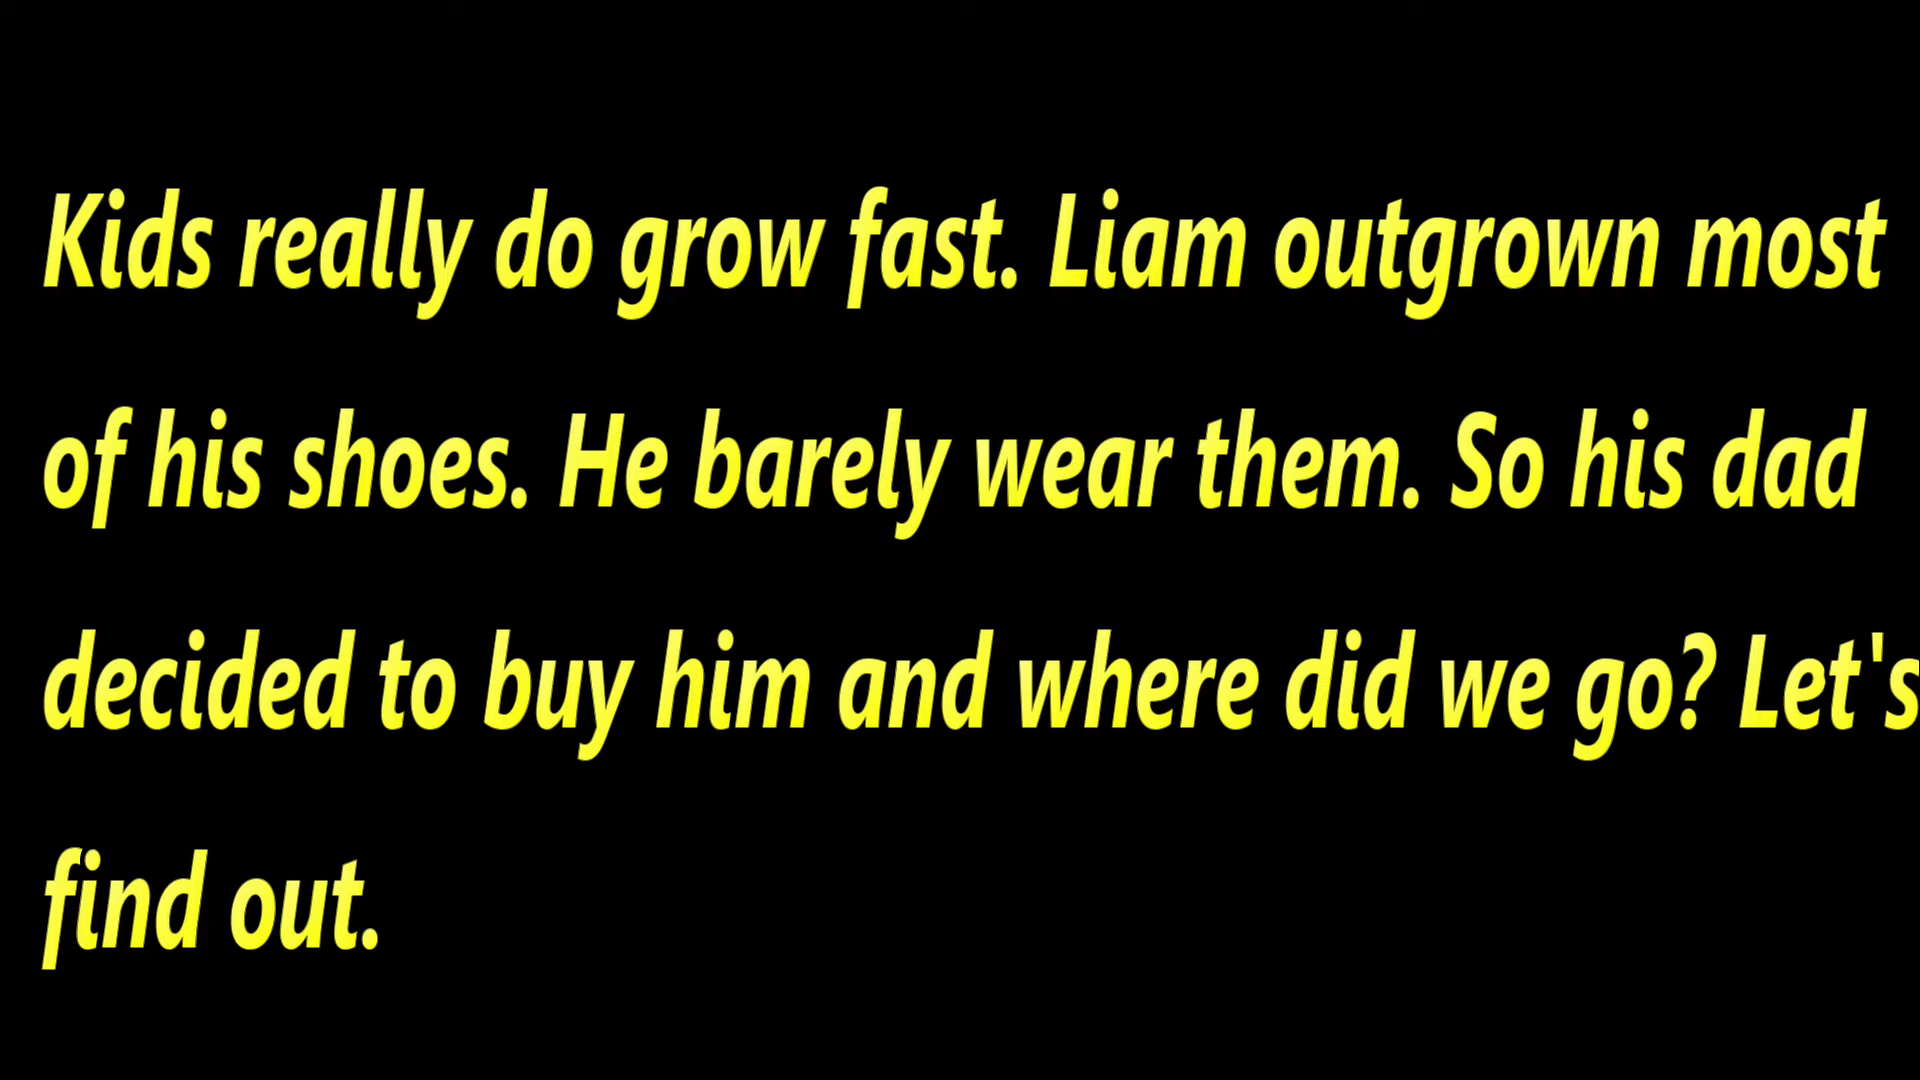 Kids really do grow fast. Liam outgrown most
of his shoes. He barely wear them. So his dad
decided to buy him and where did we go? Let's
find out.